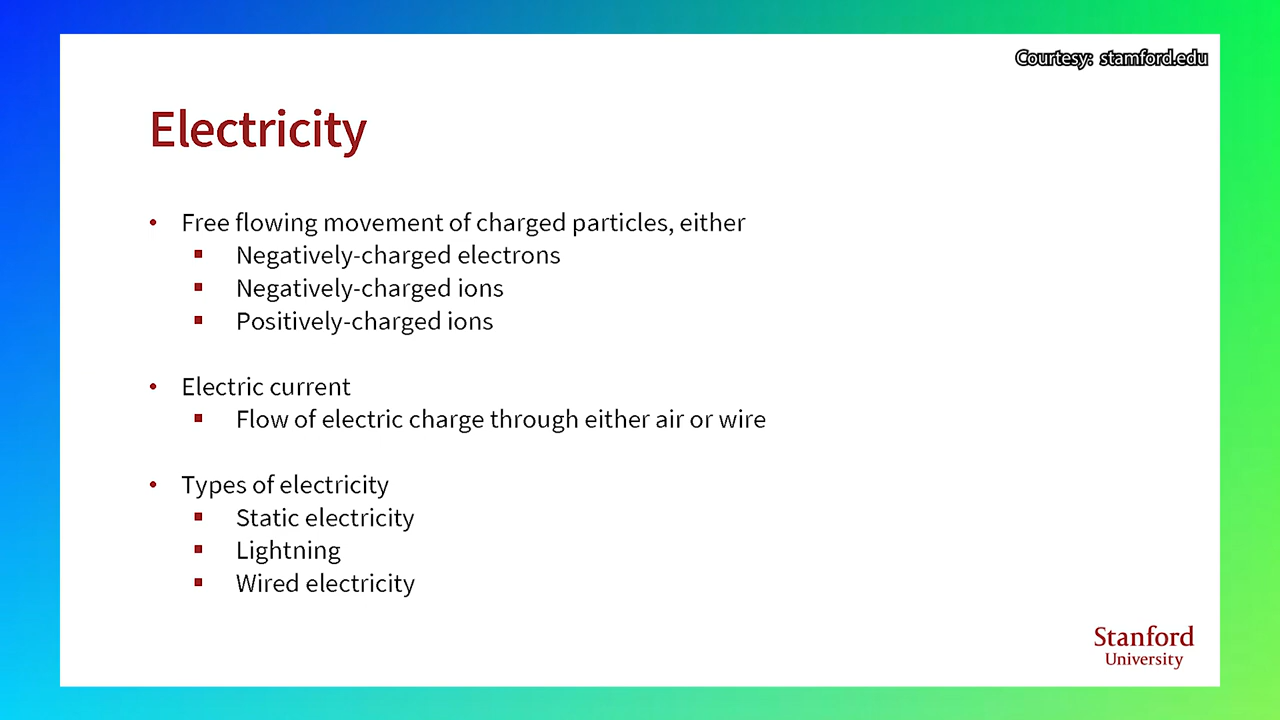 Courtesy: stamford.edu
Electricity
• Free flowing movement of charged particles, either
▪ Negatively-charged electrons
▪ Negatively-charged ions
▪ Positively-charged ions
• Electric current
▪ Flow of electric charge through either air or wire
• Types of electricity
▪ Static electricity
▪ Lightning
▪ Wired electricity
Stanford
University